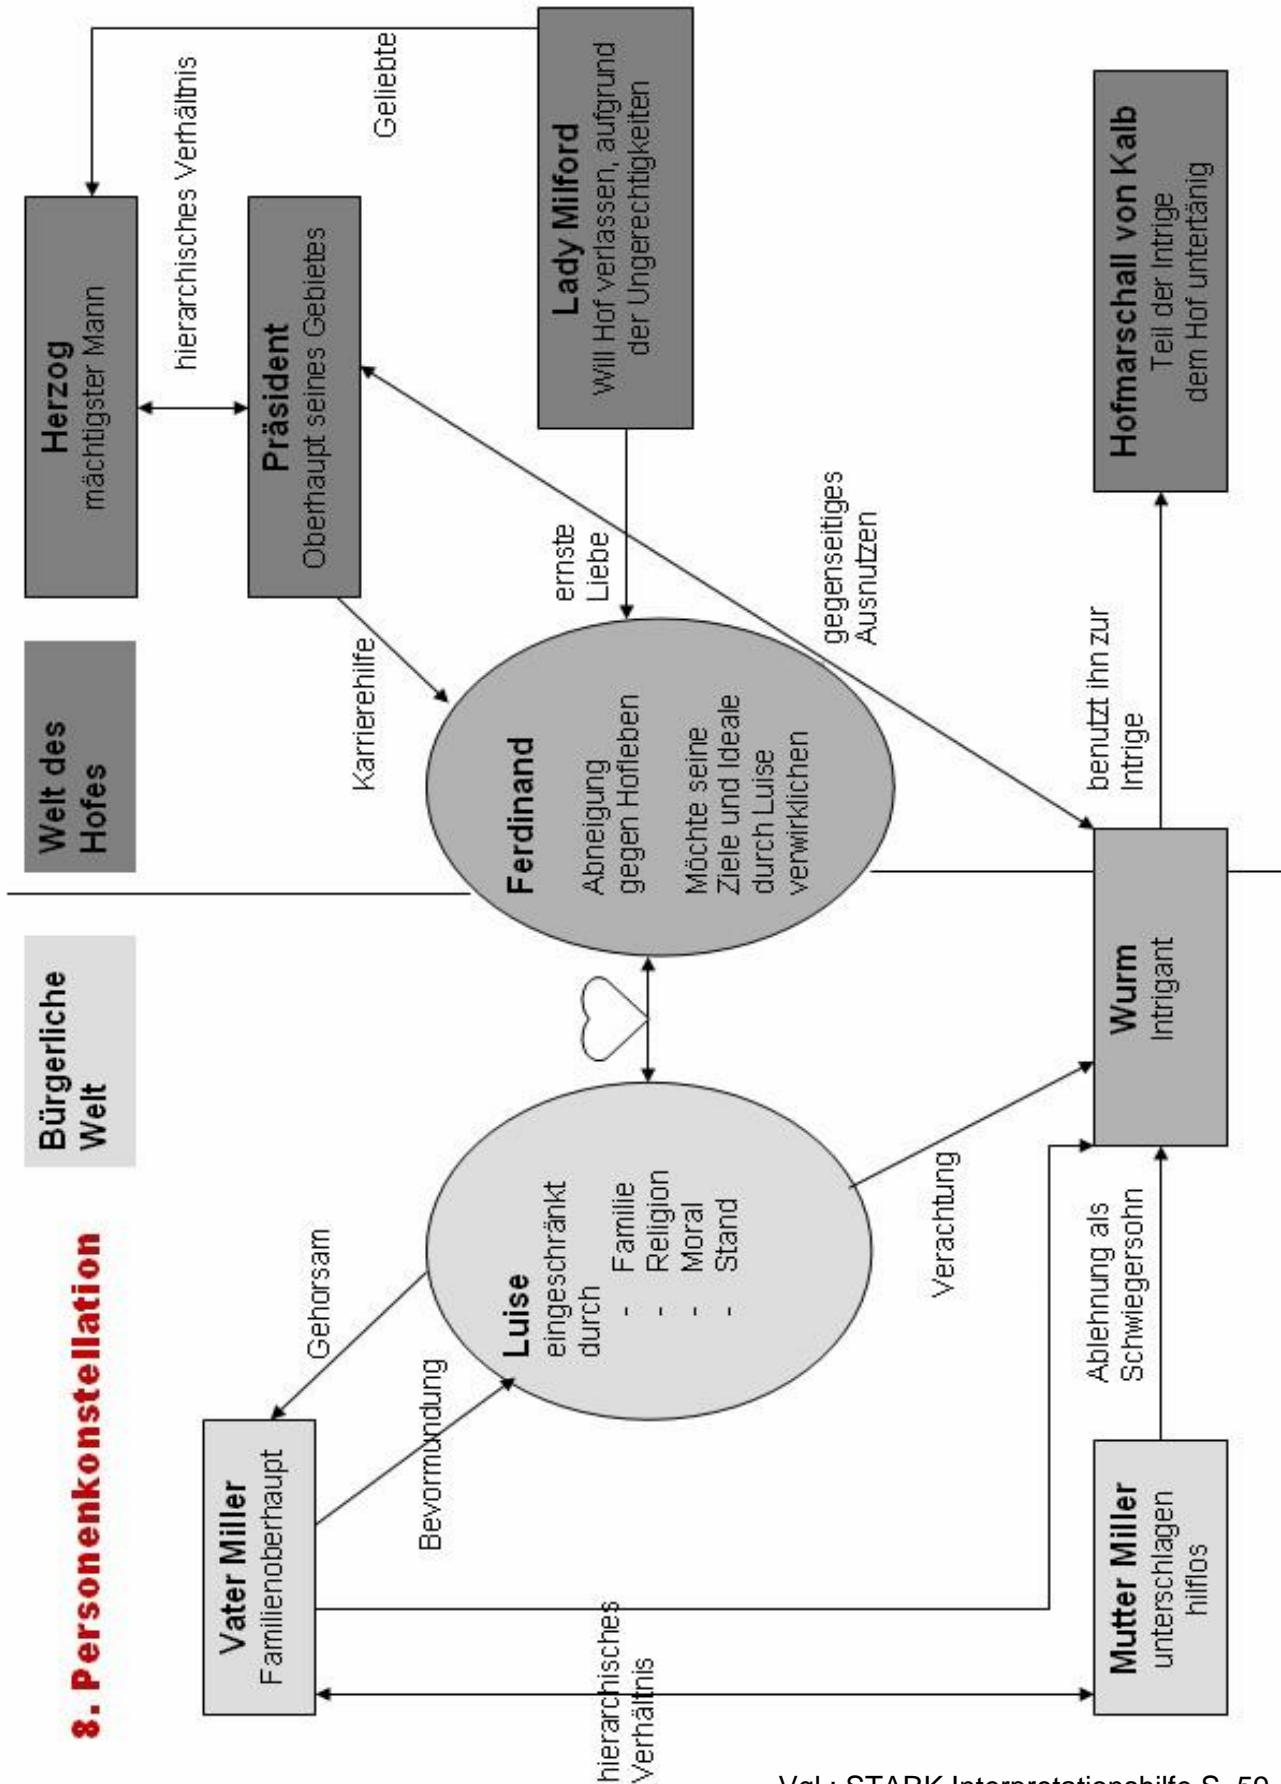 8. Personenkonstellation
Bürgerliche
Welt
Welt des
Hofes
Herzog
mächtigster Mann
hierarchisches Verhältnis
Präsident
Oberhaupt seines Gebietes
Geliebte
Lady Milford
Will Hof verlassen, aufgrund
der Ungerechtigkeiten
Karrierehilfe
ernste
Liebe
Vater Miller
Familienoberhaupt
Gehorsam
Bevormundung
Luise
eingeschränkt
durch
- Familie
- Religion
- Moral
- Stand
Ferdinand
Abneigung
gegen Hofleben
Möchte seine
Ziele und Ideale
durch Luise
verwirklichen
gegenseitiges
Ausnutzen
hierarchisches
Verhältnis
Verachtung
Mutter Miller
unterschlagen
hilflos
Ablehnung als
Schwiegersohn
Wurm
Intrigant
benutzt ihn zur
Intrige
Hofmarschall von Kalb
Teil der Intrige
dem Hof untertänig